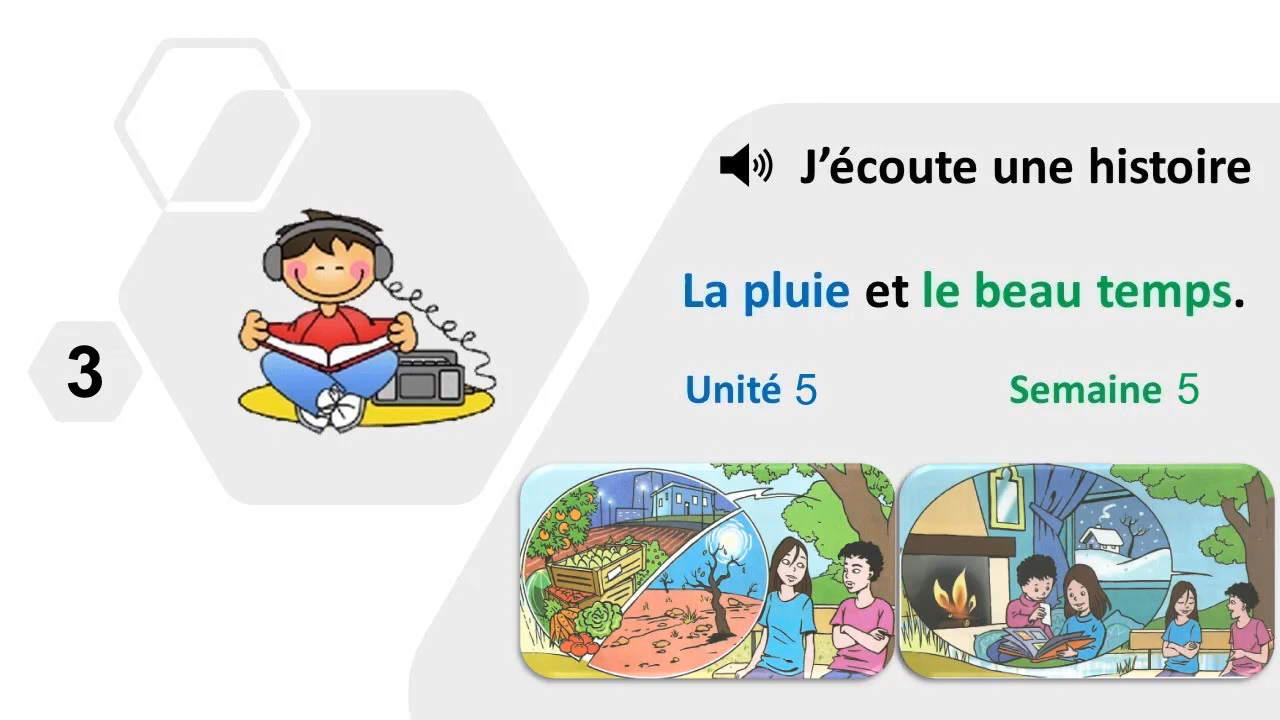 J’écoute une histoire
La pluie et le beau temps.
Unité 5 Semaine 5
3